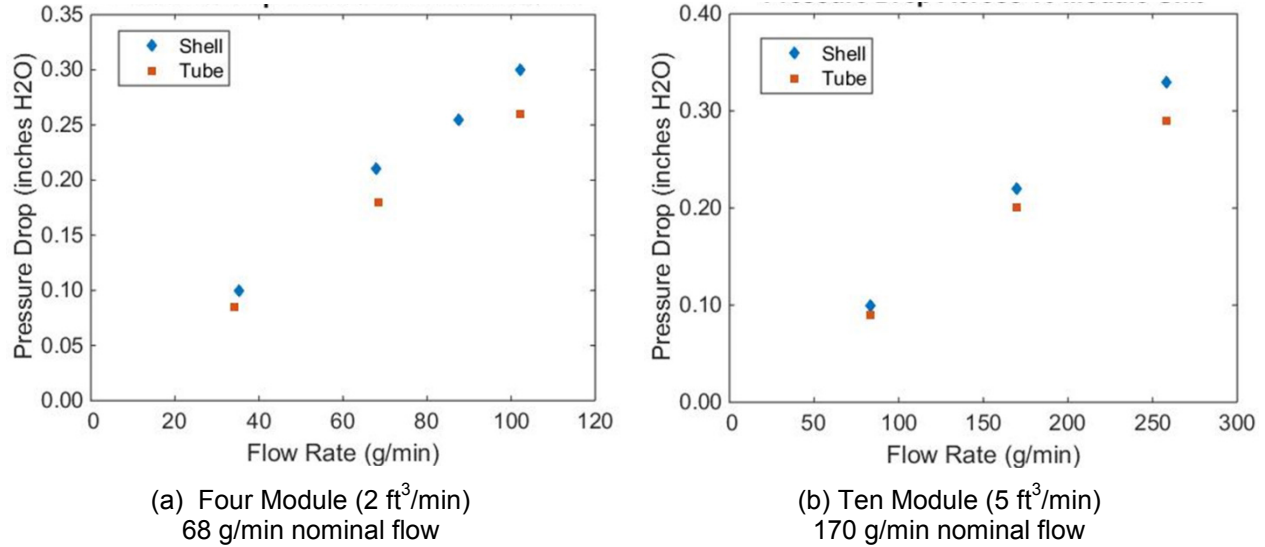 0.35
0.30
0.25
0.20
0.15
0.10
0.05
0.00
Pressure Drop (inches H2O)
Shell
Tube
0 20 40 60 80 100 120
Flow Rate (g/min)
(a) Four Module (2 ft³/min)
68 g/min nominal flow
0.40
0.30
0.20
0.10
0.00
Pressure Drop (inches H2O)
Shell
Tube
0 50 100 150 200 250 300
Flow Rate (g/min)
(b) Ten Module (5 ft³/min)
170 g/min nominal flow